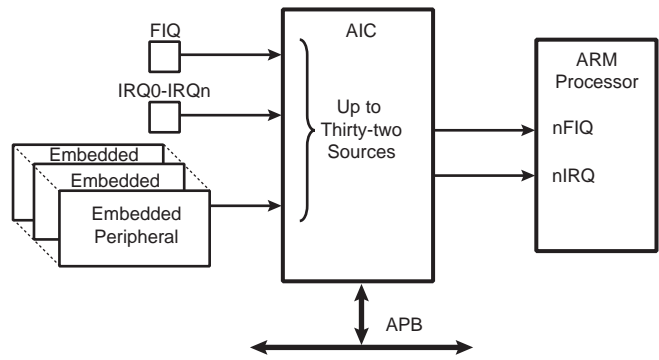 FIQ
IRQ0-IRQn
Embedded
Embedded
Embedded
Peripheral
AIC
Up to
Thirty-two
Sources
ARM
Processor
nFIQ
nIRQ
APB